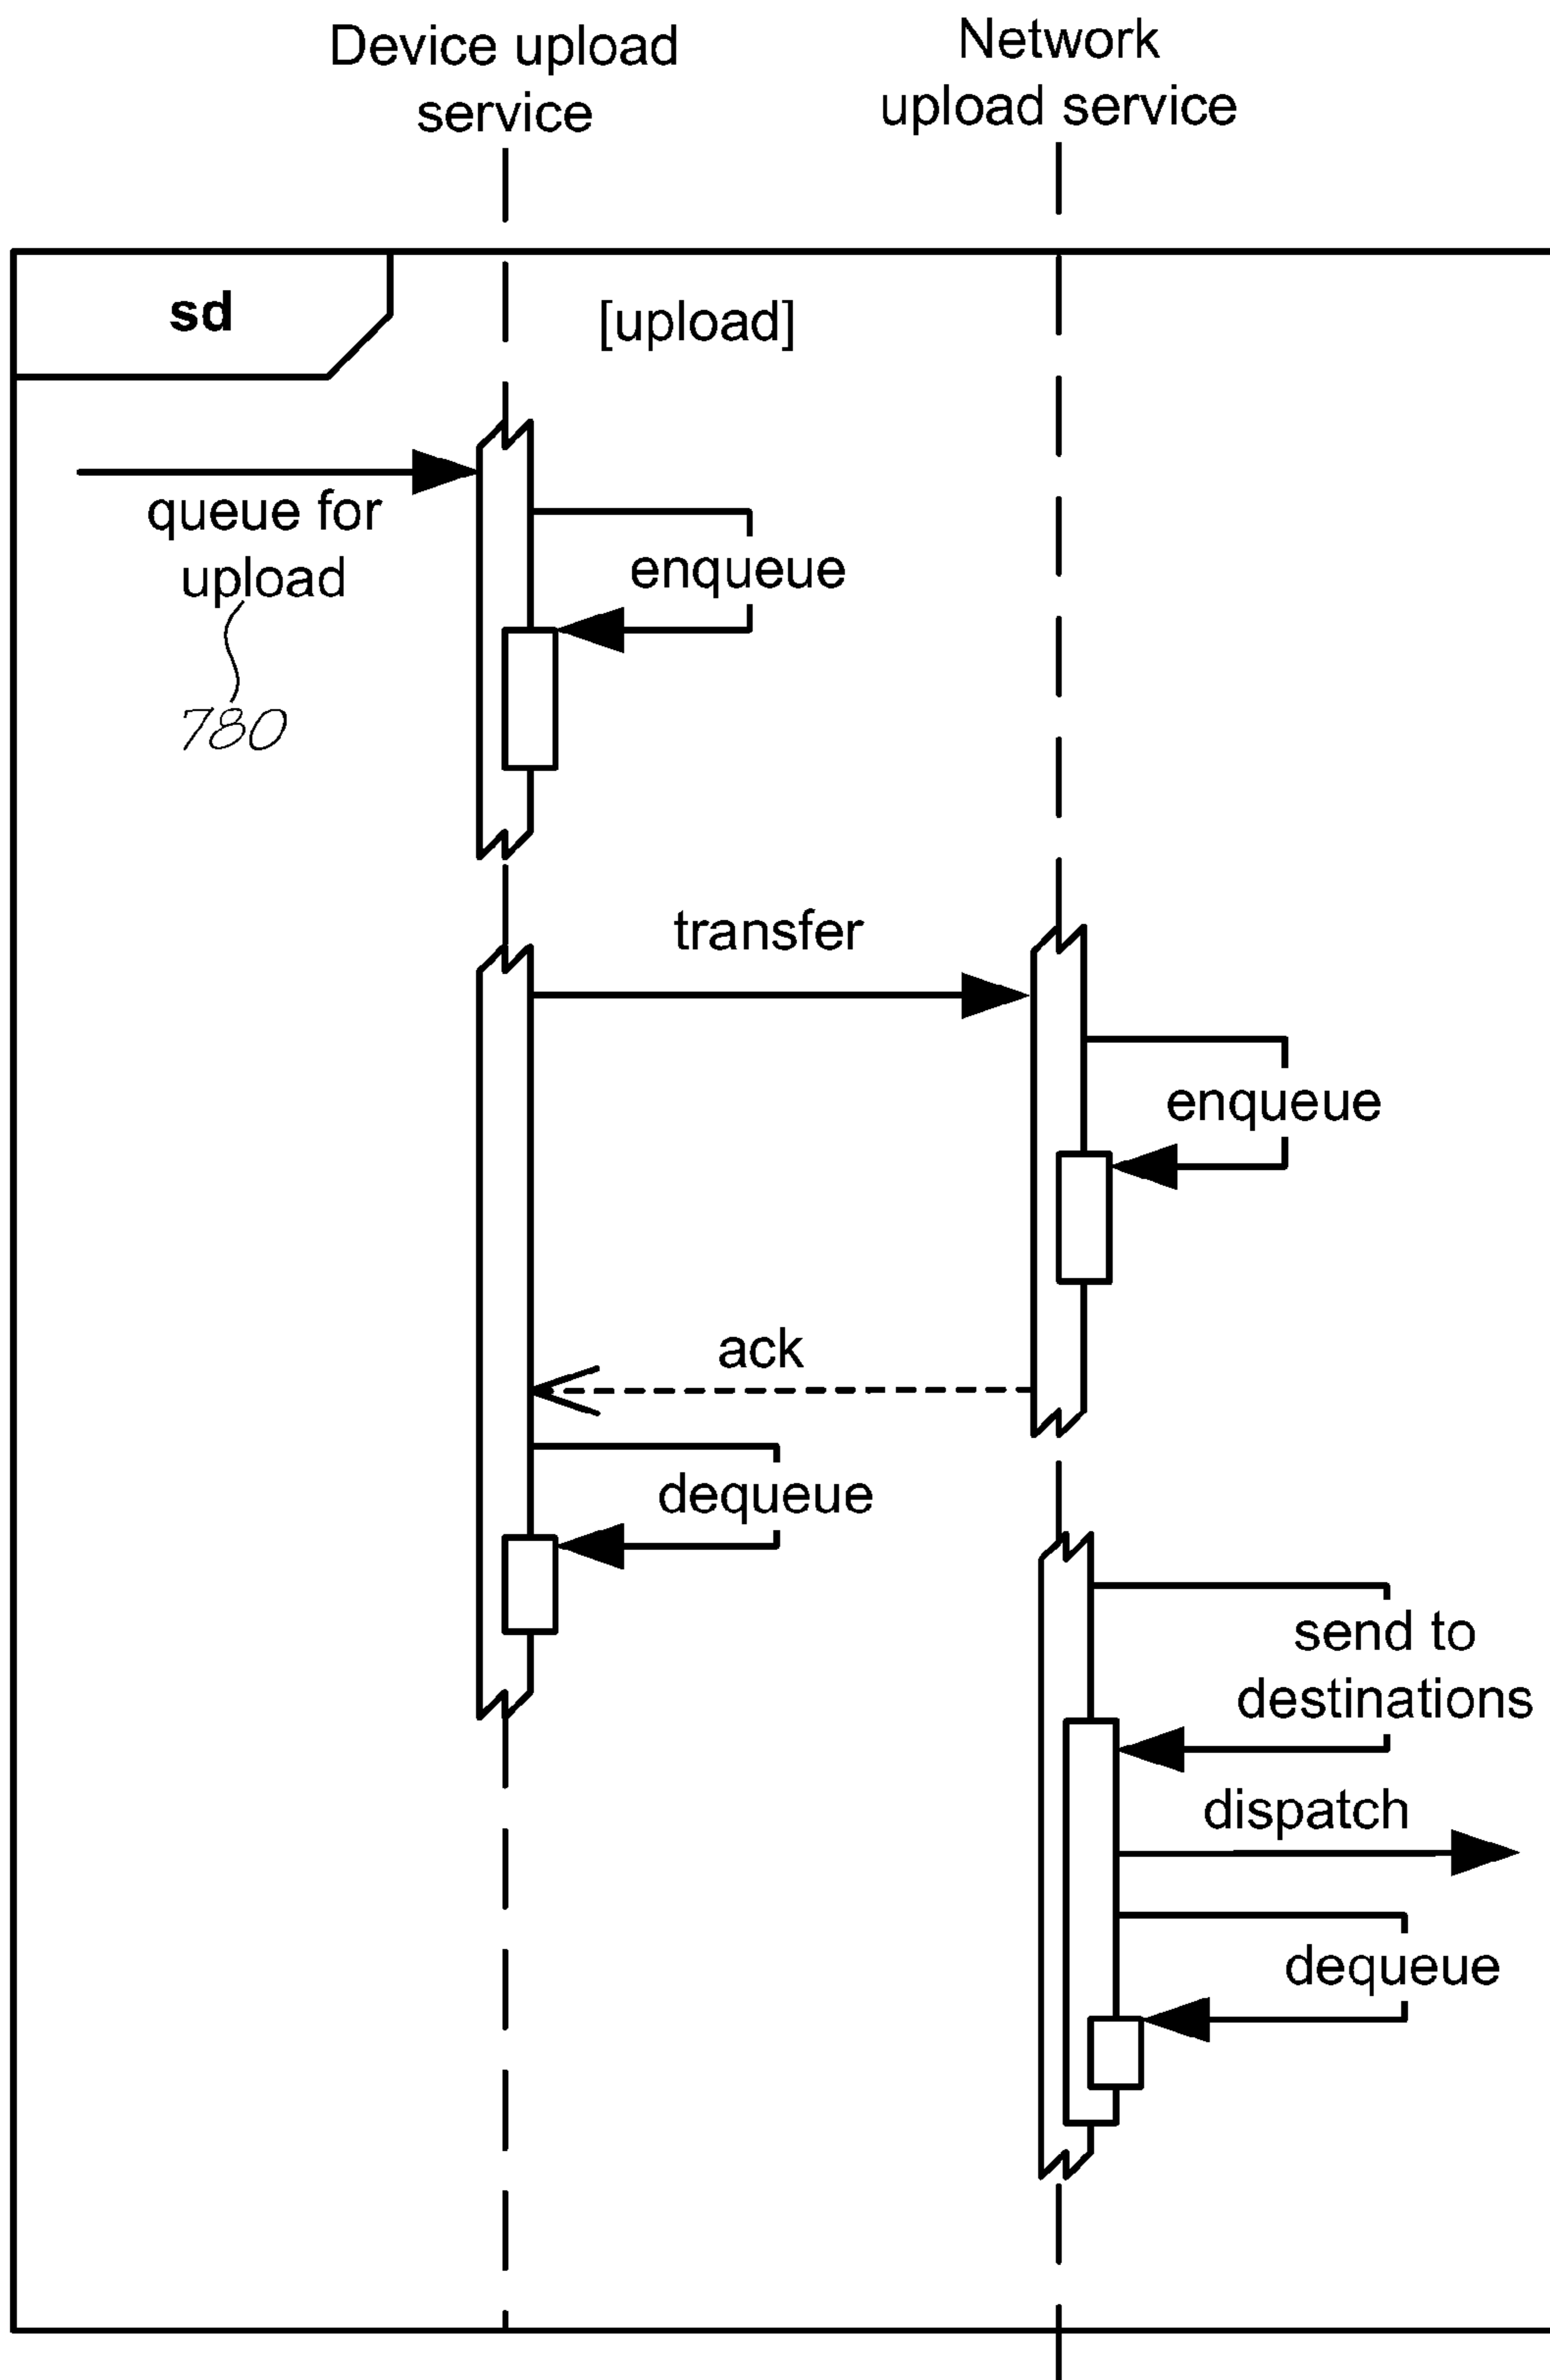 Device upload
service
Network
upload service
sd
[upload]
queue for
upload
780
enqueue
transfer
enqueue
ack
dequeue
send to
destinations
dispatch
dequeue